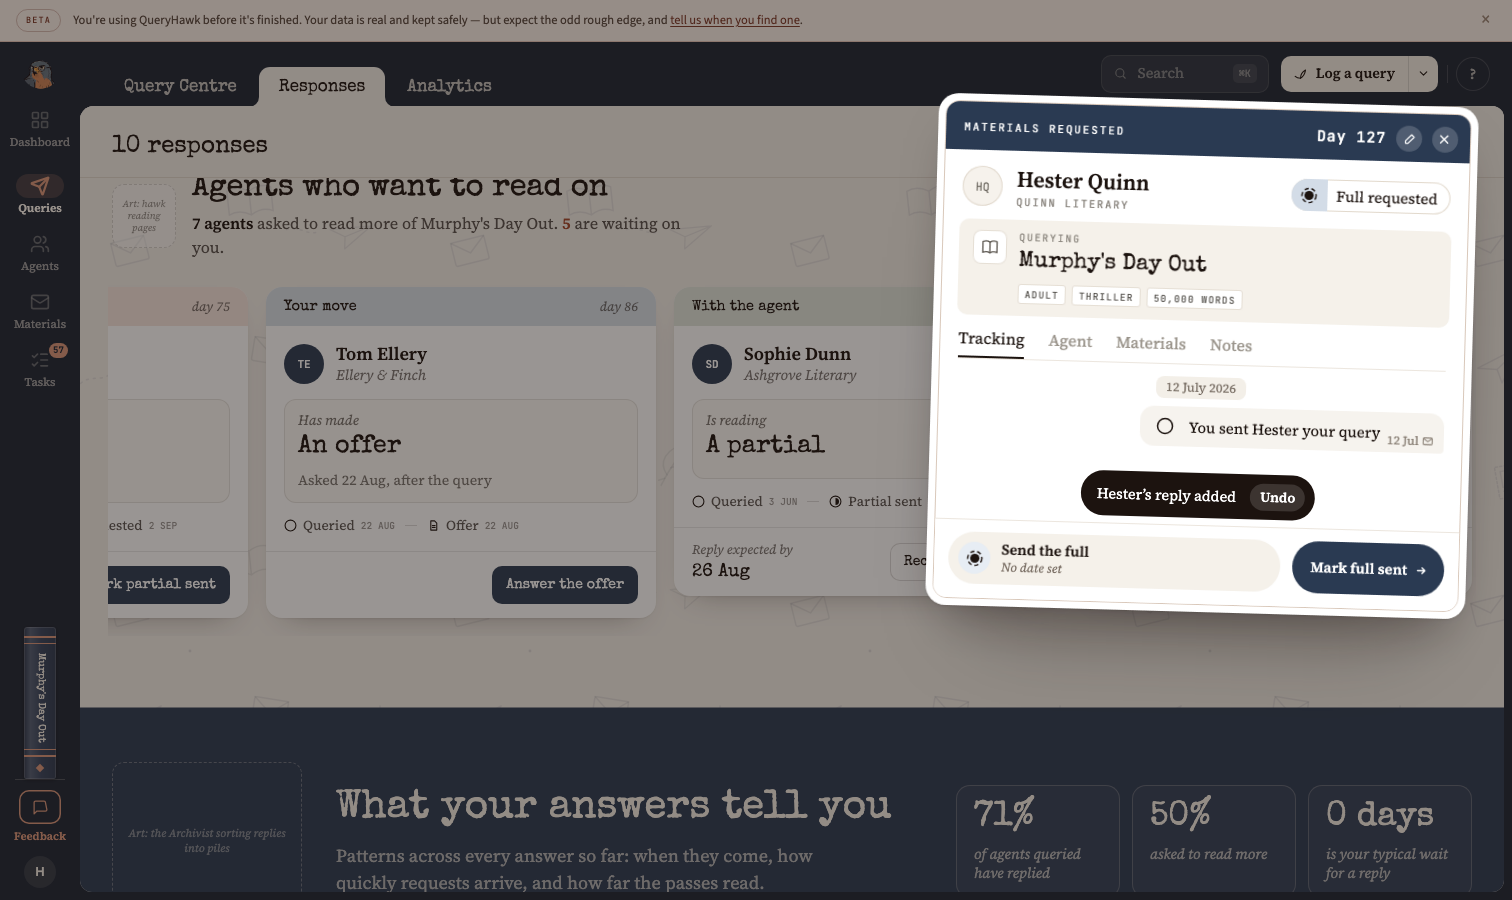 BETA You're using QueryHawk before it's finished. Your data is real and kept safely — but expect the odd rough edge, and tell us when you find one. ×
Query Centre Responses Analytics
Search ⌘K Log a query ?
Dashboard
Queries
Agents
Materials
57
Tasks
Murphy's Day Out
Feedback
H
10 responses
Art: hawk
reading
pages
Agents who want to read on
7 agents asked to read more of Murphy's Day Out. 5 are waiting on
you.
day 75
ested 2 SEP
rk partial sent
Your move day 86
TE Tom Ellery
Ellery & Finch
Has made
An offer
Asked 22 Aug, after the query
Queried 22 AUG — Offer 22 AUG
Answer the offer
With the agent
SD Sophie Dunn
Ashgrove Literary
Is reading
A partial
Queried 3 JUN — Partial sent
Reply expected by
26 Aug
Rec
MATERIALS REQUESTED Day 127
HQ Hester Quinn
QUINN LITERARY
Full requested
QUERYING
Murphy's Day Out
ADULT THRILLER 50,000 WORDS
Tracking Agent Materials Notes
12 July 2026
You sent Hester your query 12 Jul
Hester’s reply added Undo
Send the full
No date set
Mark full sent →
Art: the Archivist sorting replies
into piles
What your answers tell you
Patterns across every answer so far: when they come, how
quickly requests arrive, and how far the passes read.
71%
of agents queried
have replied
50%
asked to read more
0 days
is your typical wait
for a reply